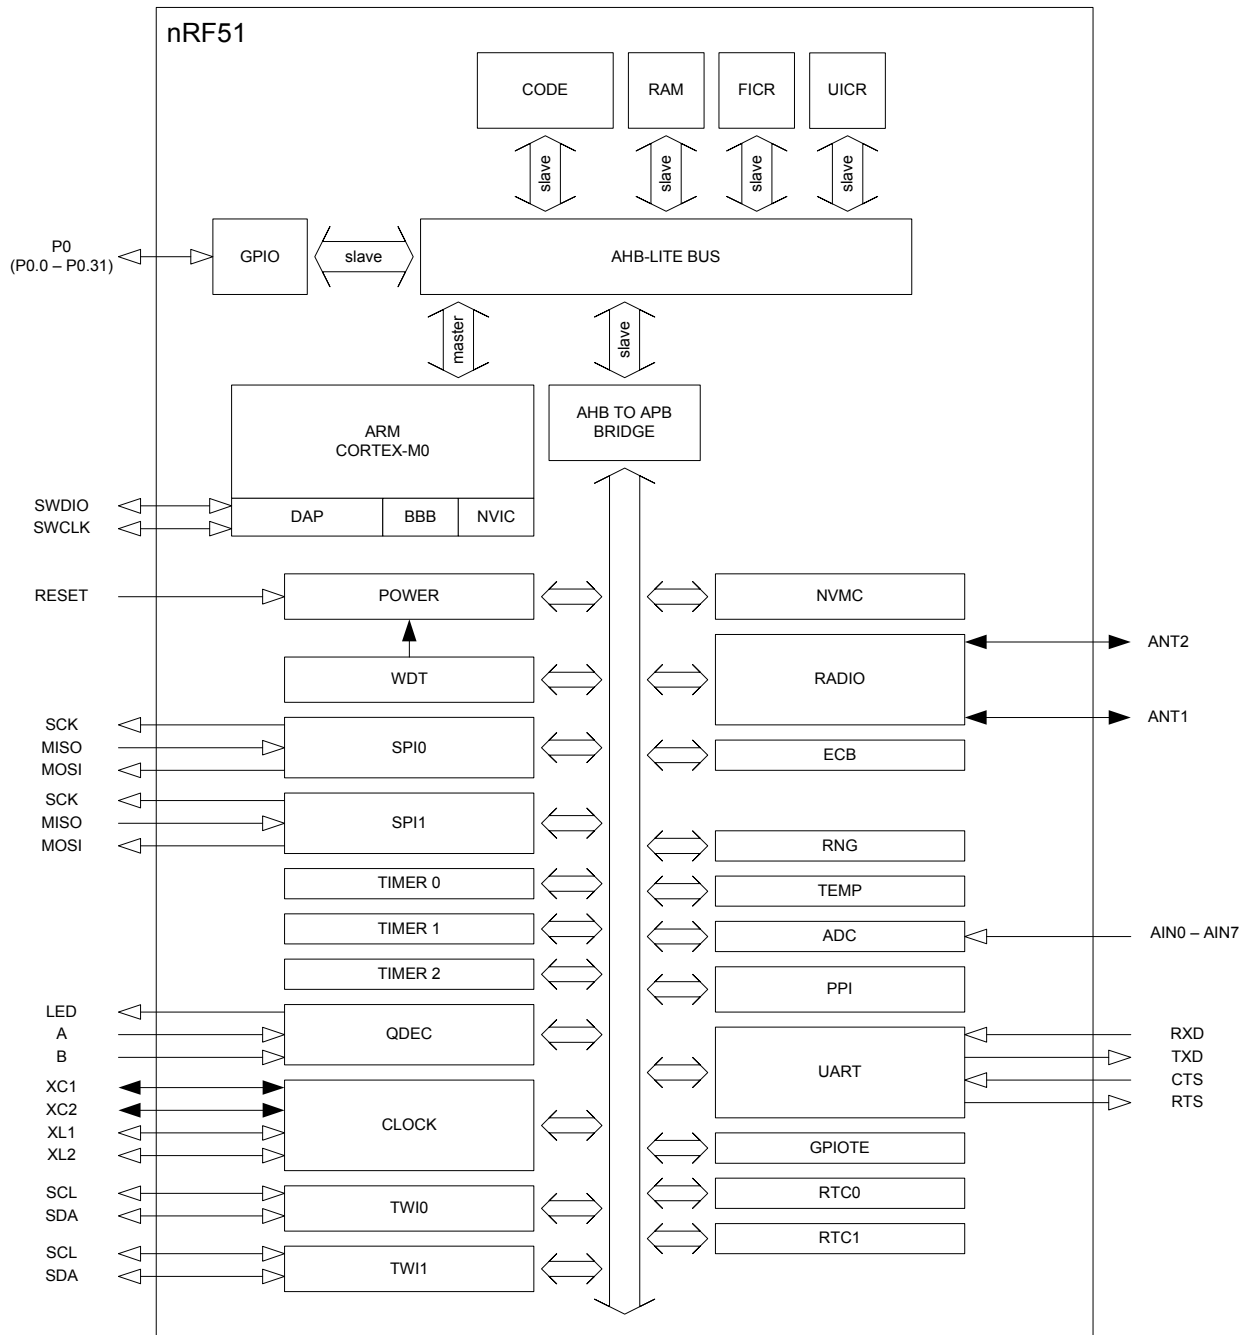 nRF51
CODE
RAM
FICR
UICR
slave
slave
slave
slave
P0
(P0.0 – P0.31)
GPIO
slave
AHB-LITE BUS
master
slave
ARM
CORTEX-M0
AHB TO APB
BRIDGE
SWDIO
SWCLK
DAP
BBB
NVIC
RESET
POWER
NVMC
WDT
RADIO
ANT2
ANT1
SCK
MISO
MOSI
SPI0
ECB
SCK
MISO
MOSI
SPI1
RNG
TIMER 0
TEMP
TIMER 1
ADC
AIN0 – AIN7
TIMER 2
PPI
LED
A
B
QDEC
UART
RXD
TXD
CTS
RTS
XC1
XC2
XL1
XL2
CLOCK
GPIOTE
SCL
SDA
TWI0
RTC0
RTC1
SCL
SDA
TWI1